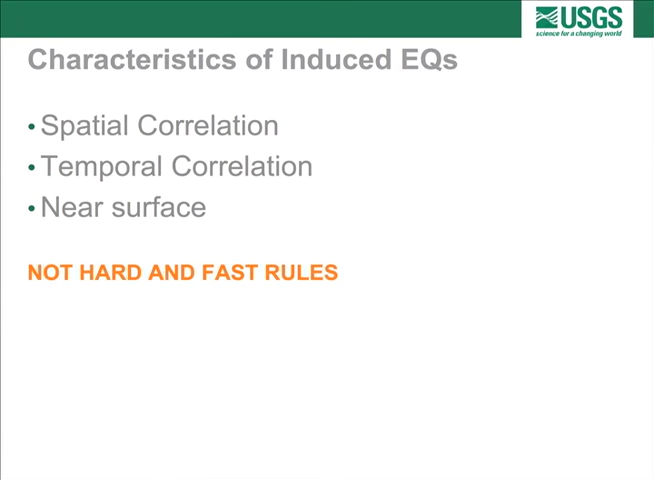 USGS
science for a changing world
Characteristics of Induced EQs
• Spatial Correlation
• Temporal Correlation
• Near surface
NOT HARD AND FAST RULES